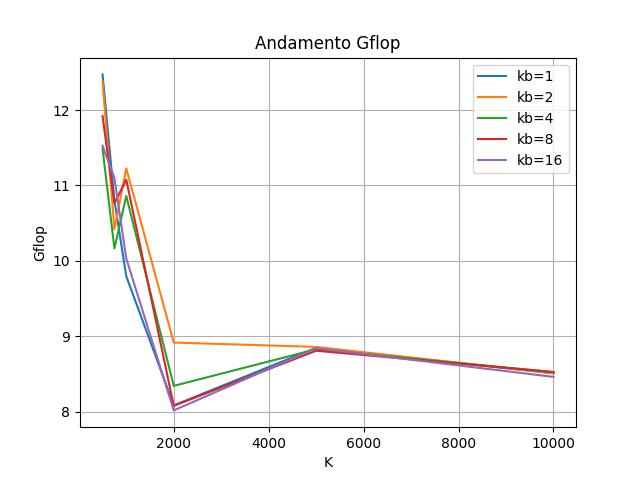 Andamento Gflop
kb=1
kb=2
kb=4
kb=8
kb=16
12
11
10
9
8
Gflop
2000 4000 6000 8000 10000
K